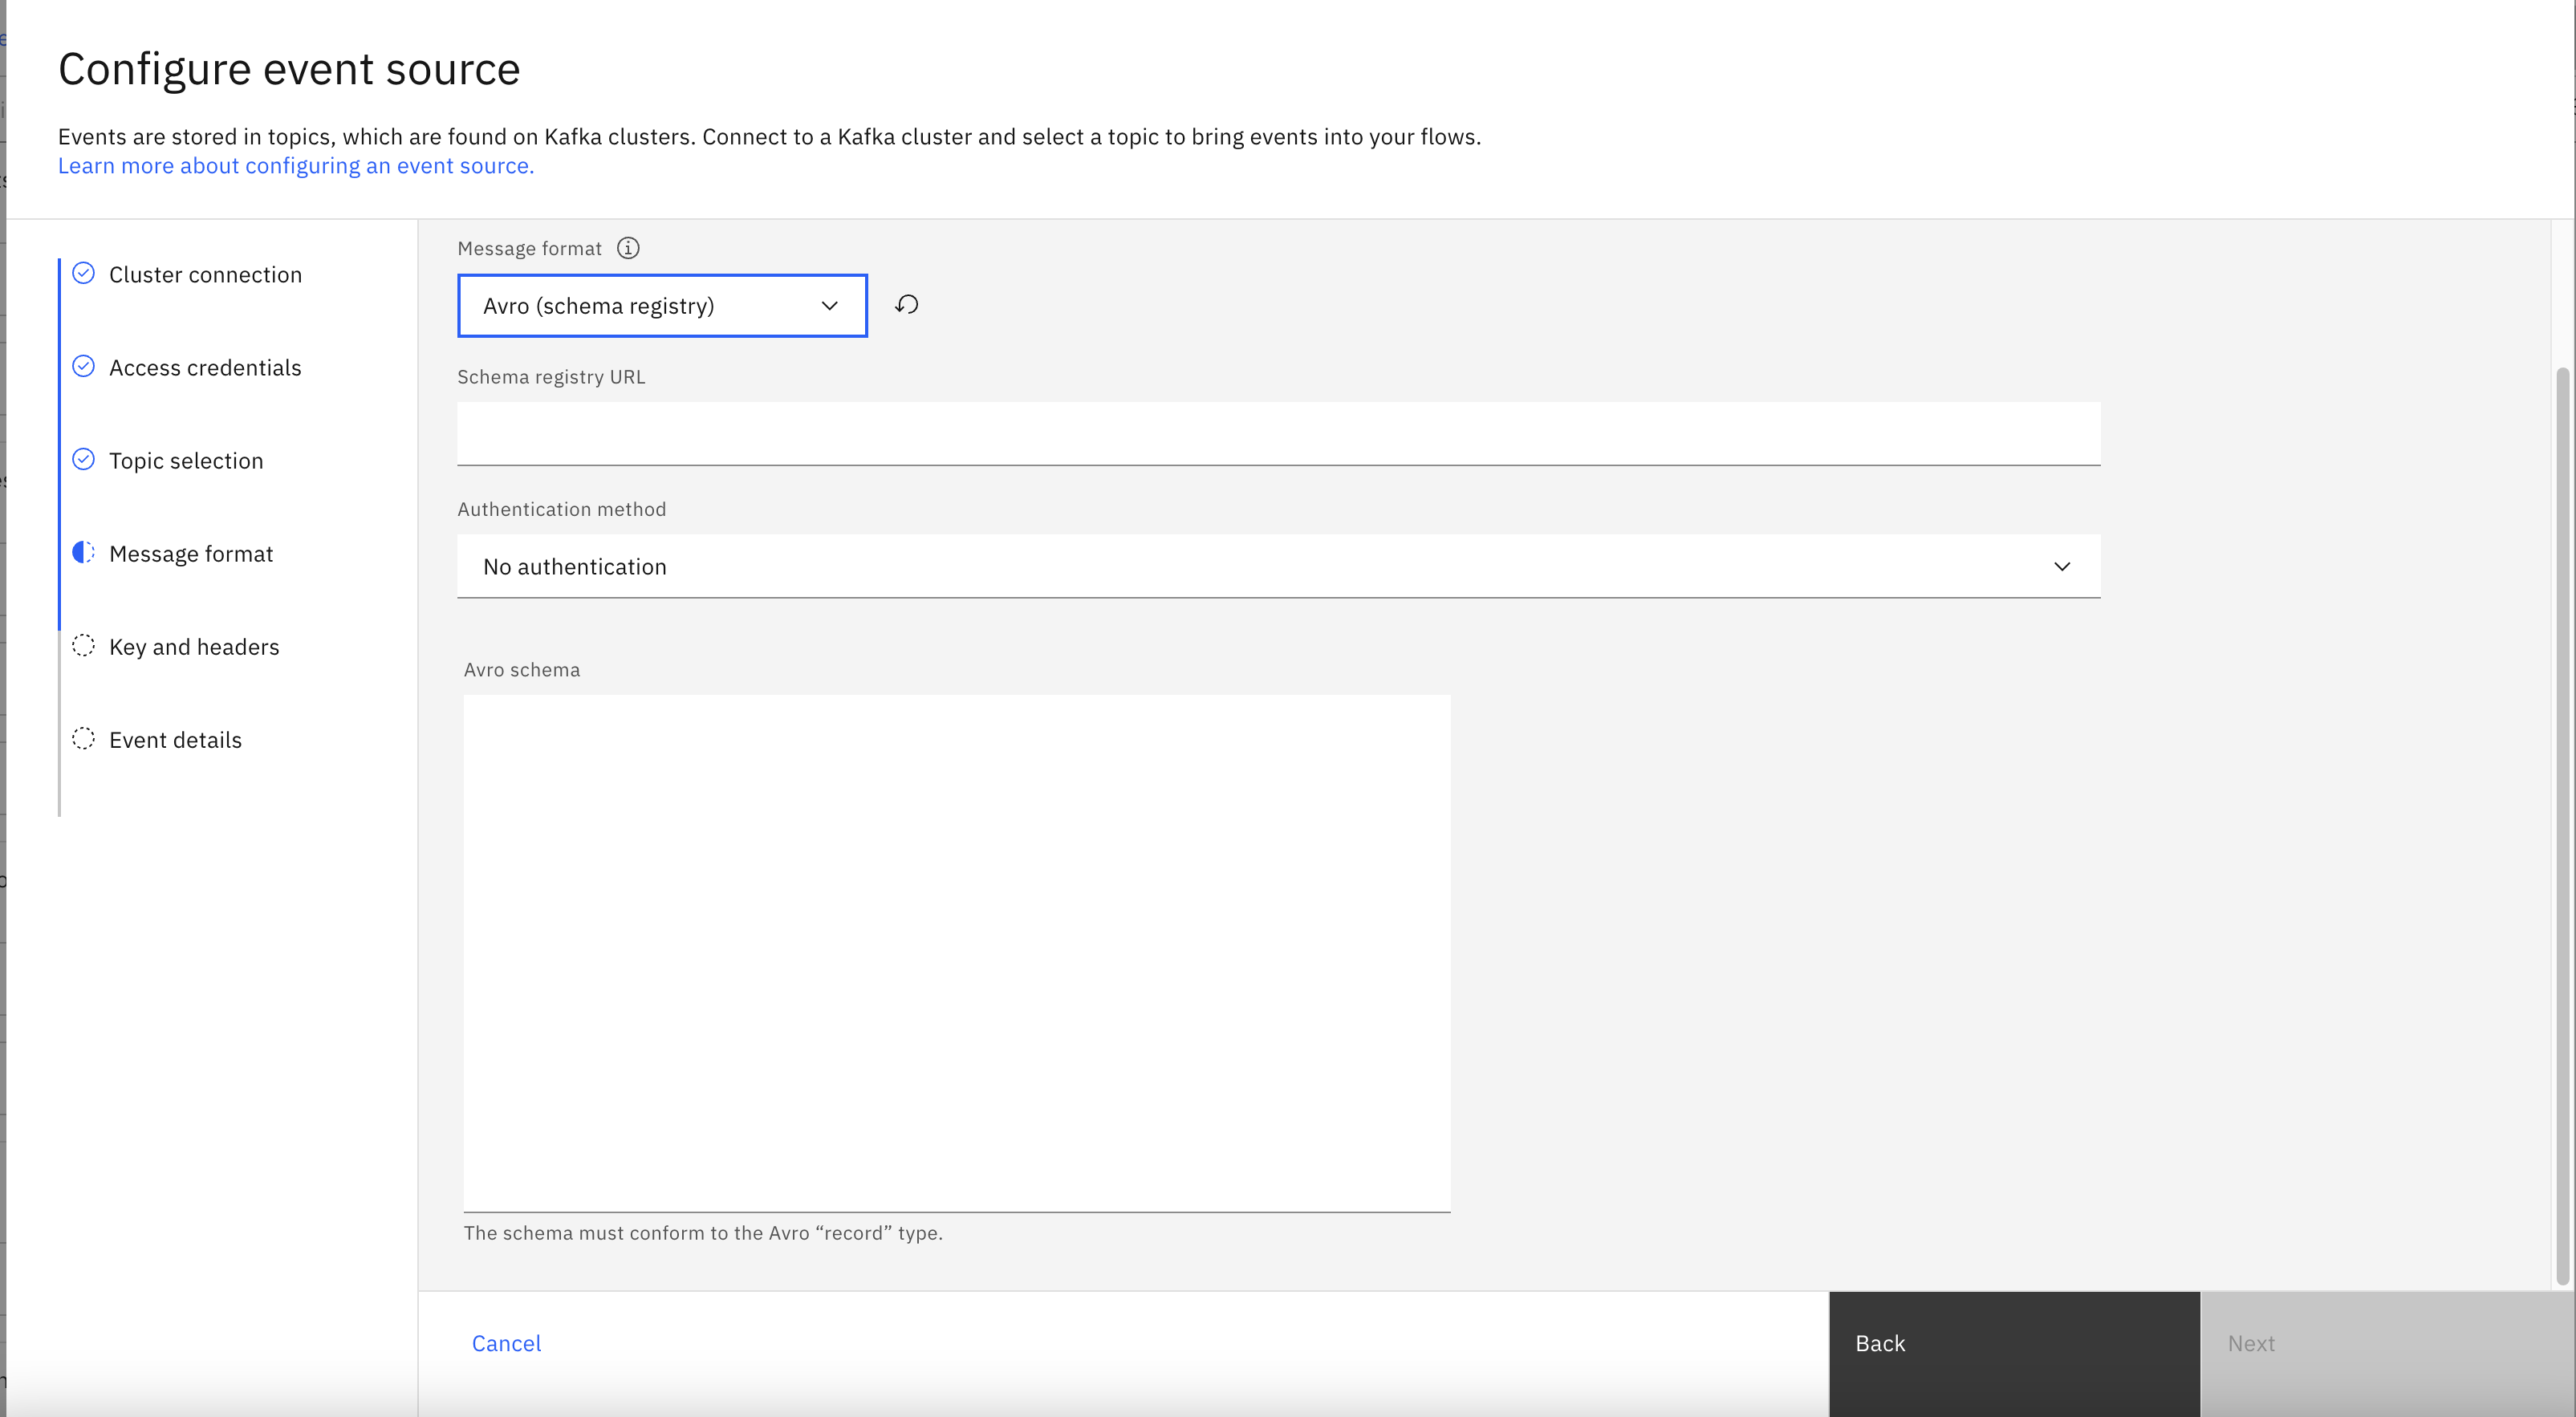 Configure event source
Events are stored in topics, which are found on Kafka clusters. Connect to a Kafka cluster and select a topic to bring events into your flows.
Learn more about configuring an event source.
Cluster connection
Access credentials
Topic selection
Message format
Key and headers
Event details
Message format
Avro (schema registry)
Schema registry URL
Authentication method
No authentication
Avro schema
The schema must conform to the Avro “record” type.
Cancel
Back
Next